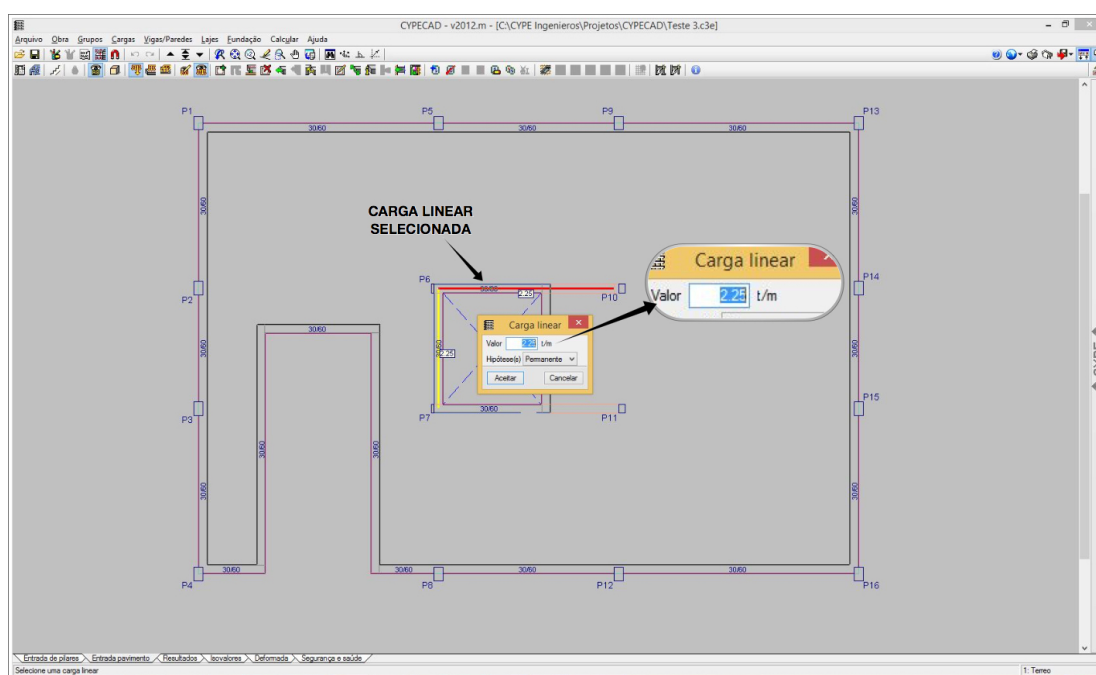 CYPECAD - v2012.m - [C:\CYPE Ingenieros\Projetos\CYPECAD\Teste 3.c3e]
Arquivo Obra Grupos Cargas Vigas/Paredes Lajes Fundação Calcular Ajuda
P1
P5
P9
P13
30/60
30/60
30/60
30/60
30/60
CARGA LINEAR
SELECIONADA
Carga linear
Valor 2.25 t/m
P6
P10
P14
P2
2.25
Carga linear
Valor 2.25 t/m
Hipótese(s) Permanente
Aceitar Cancelar
30/60
30/60
30/60
2.25
P7
30/60
P11
P3
P15
30/60
30/60
30/60
30/60
30/60
30/60
30/60
30/60
P4
P8
P12
P16
Entrada de pilares Entrada pavimento Resultados Isovalores Deformada Segurança e saúde
Selecione uma carga linear
1: Terreo